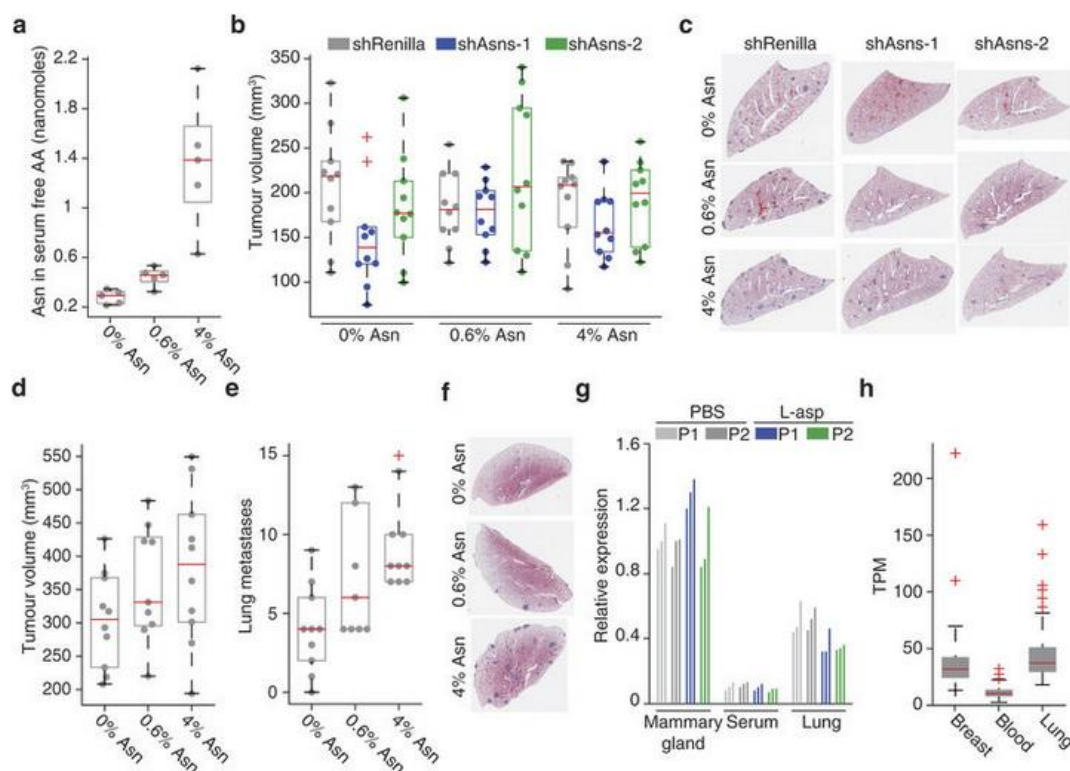 a
Asn in serum free AA (nanomoles)
2.2
1.8
1.4
1
0.6
0.2
0% Asn
0.6% Asn
4% Asn
b
shRenilla shAsns-1 shAsns-2
Tumour volume (mm³)
350
300
250
200
150
100
0% Asn 0.6% Asn 4% Asn
c
shRenilla shAsns-1 shAsns-2
0% Asn
0.6% Asn
4% Asn
d
Tumour volume (mm³)
550
500
450
400
350
300
250
200
0% Asn
0.6% Asn
4% Asn
e
Lung metastases
15
10
5
0
0% Asn
0.6% Asn
4% Asn
f
0% Asn
0.6% Asn
4% Asn
g
PBS L-asp
P1 P2 P1 P2
Relative expression
1.6
1.2
0.8
0.4
0
Mammary gland
Serum
Lung
h
TPM
200
150
100
50
0
Breast
Blood
Lung